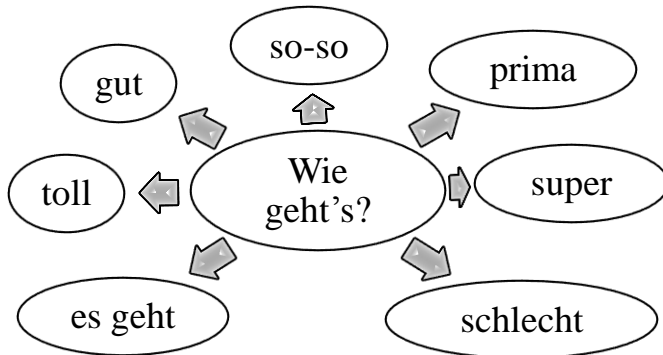 so-so
gut
prima
Wie
geht's?
toll
super
es geht
schlecht